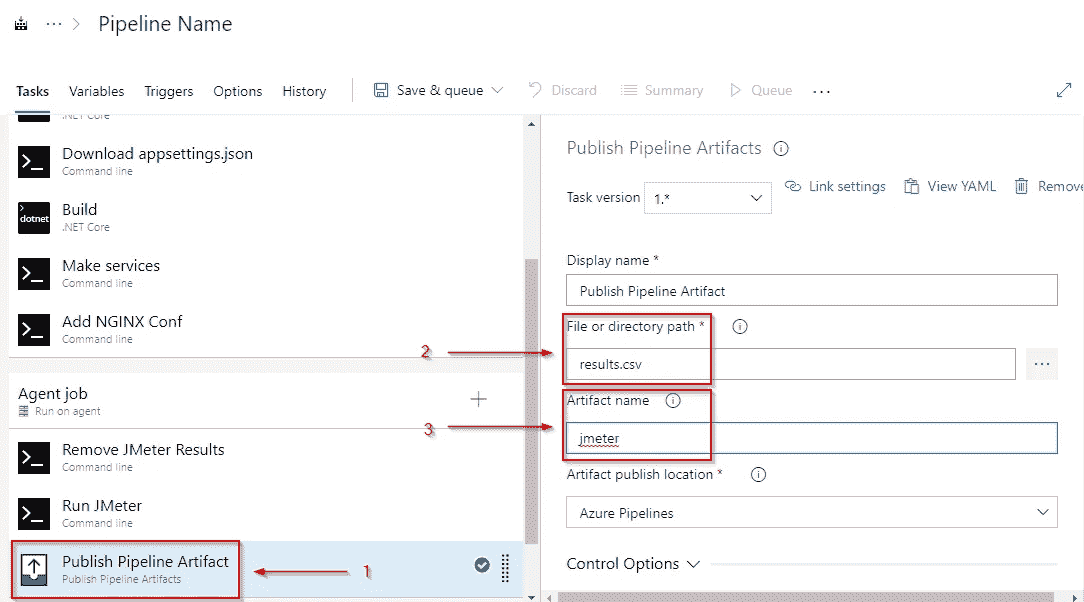 ... > Pipeline Name
Tasks Variables Triggers Options History Save & queue Discard Summary Queue ...
.NET Core
>_ Download appsettings.json
Command line
dotnet Build
.NET Core
>_ Make services
Command line
>_ Add NGINX Conf
Command line
Agent job +
Run on agent
>_ Remove JMeter Results
Command line
>_ Run JMeter
Command line
Publish Pipeline Artifact
Publish Pipeline Artifacts
1
2
3
Publish Pipeline Artifacts
Task version 1.* Link settings View YAML Remove
Display name *
Publish Pipeline Artifact
File or directory path *
results.csv ...
Artifact name
jmeter
Artifact publish location *
Azure Pipelines
Control Options